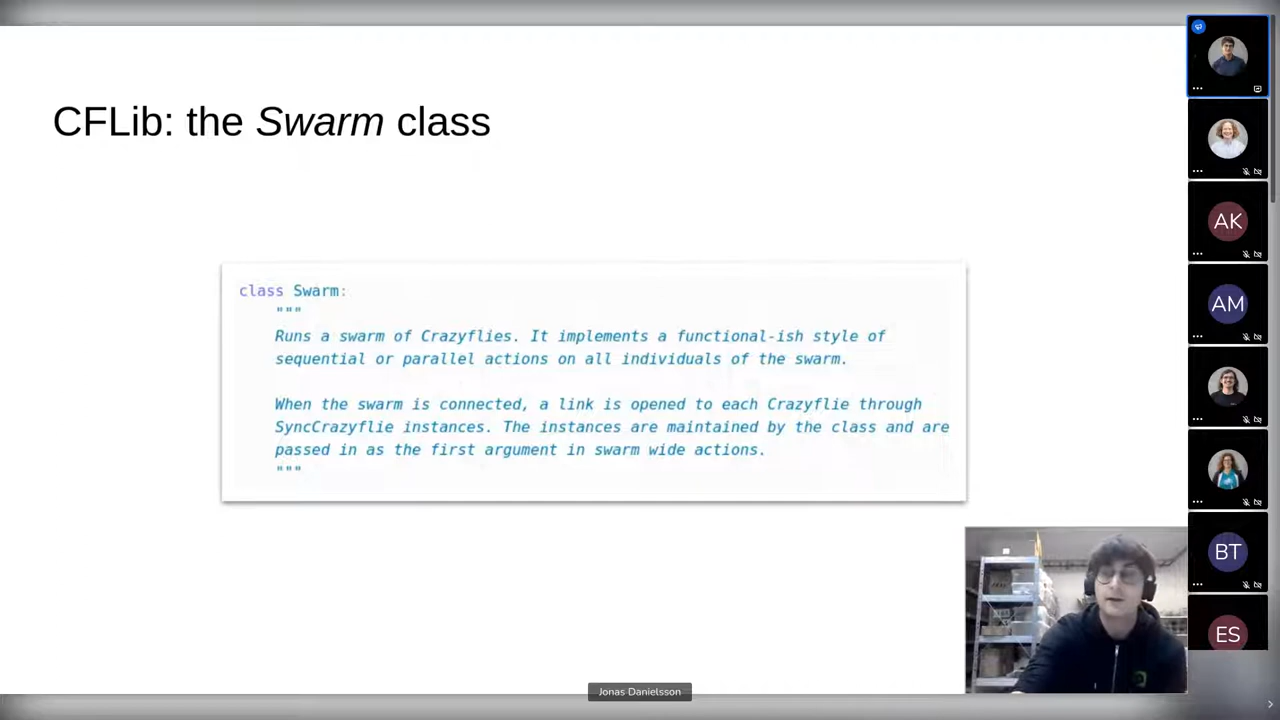 CFLib: the Swarm class
class Swarm:
"""
Runs a swarm of Crazyflies. It implements a functional-ish style of
sequential or parallel actions on all individuals of the swarm.
When the swarm is connected, a link is opened to each Crazyflie through
SyncCrazyflie instances. The instances are maintained by the class and are
passed in as the first argument in swarm wide actions.
"""
AK
AM
BT
ES
Jonas Danielsson